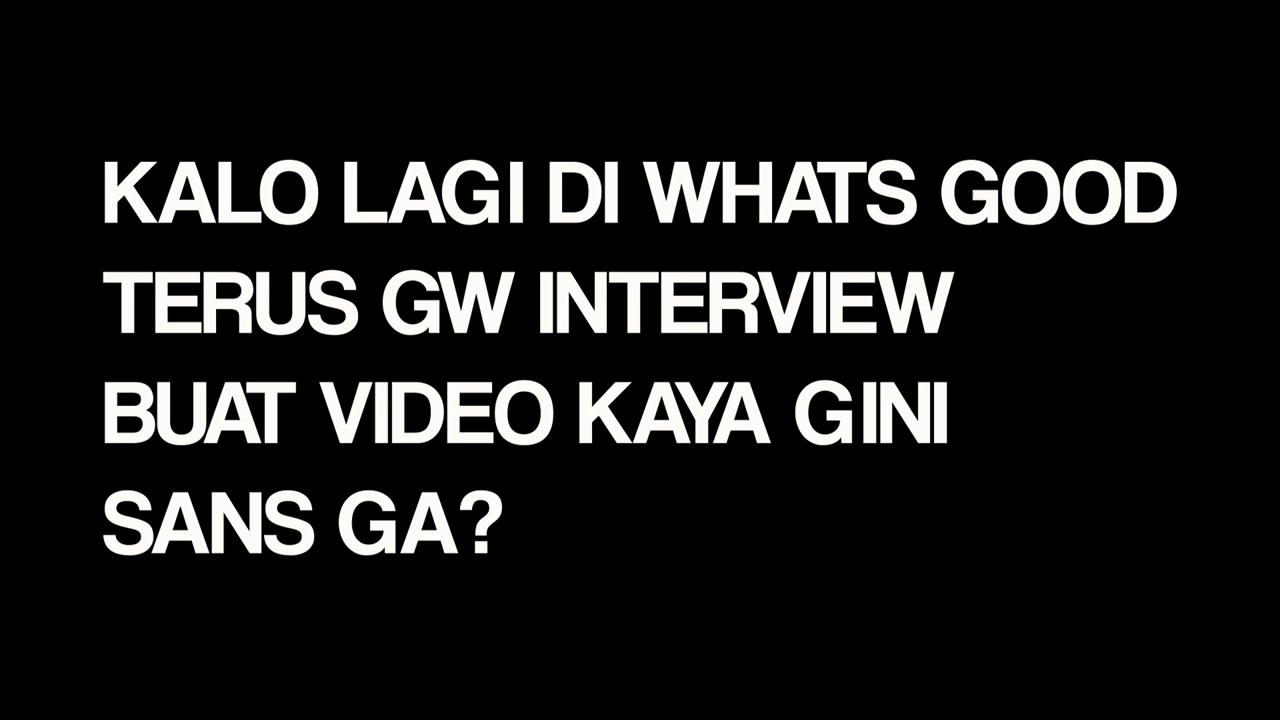 KALO LAGI DI WHATS GOOD
TERUS GW INTERVIEW
BUAT VIDEO KAYA GINI
SANS GA?